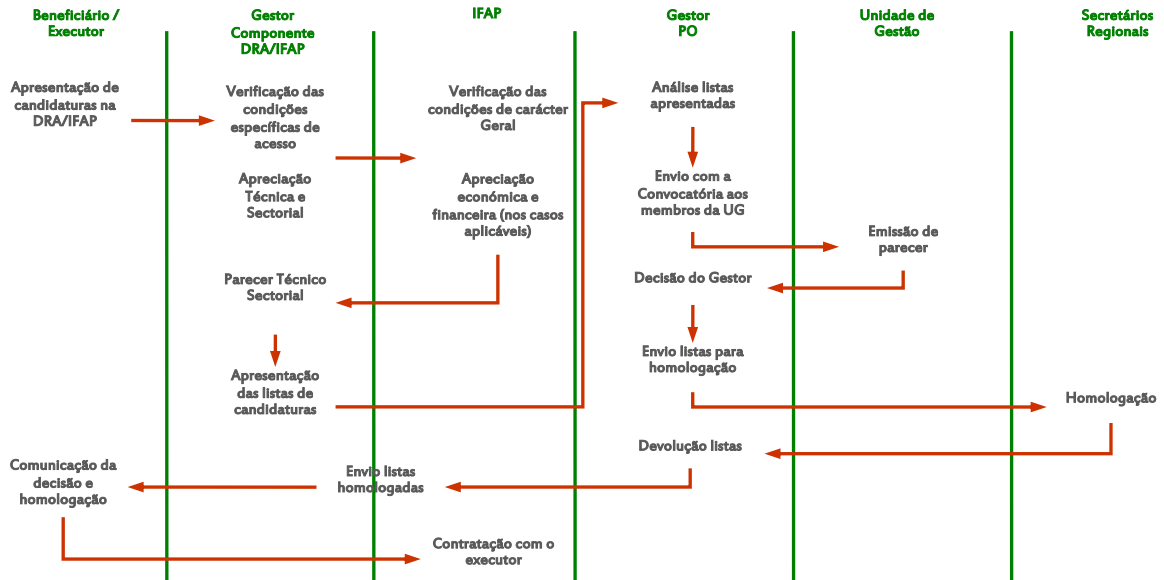 Beneficiário /
Executor
Gestor
Componente
DRA/IFAP
IFAP
Gestor
PO
Unidade de
Gestão
Secretários
Regionais
Apresentação de
candidaturas na
DRA/IFAP
Verificação das
condições
específicas de
acesso
Verificação das
condições de carácter
Geral
Análise listas
apresentadas
Apreciação
Técnica e
Sectorial
Apreciação
económica e
financeira (nos casos
aplicáveis)
Envio com a
Convocatória aos
membros da UG
Emissão de
parecer
Parecer Técnico
Sectorial
Decisão do Gestor
Apresentação
das listas de
candidaturas
Envio listas para
homologação
Homologação
Devolução listas
Comunicação da
decisão e
homologação
Envio listas
homologadas
Contratação com o
executor